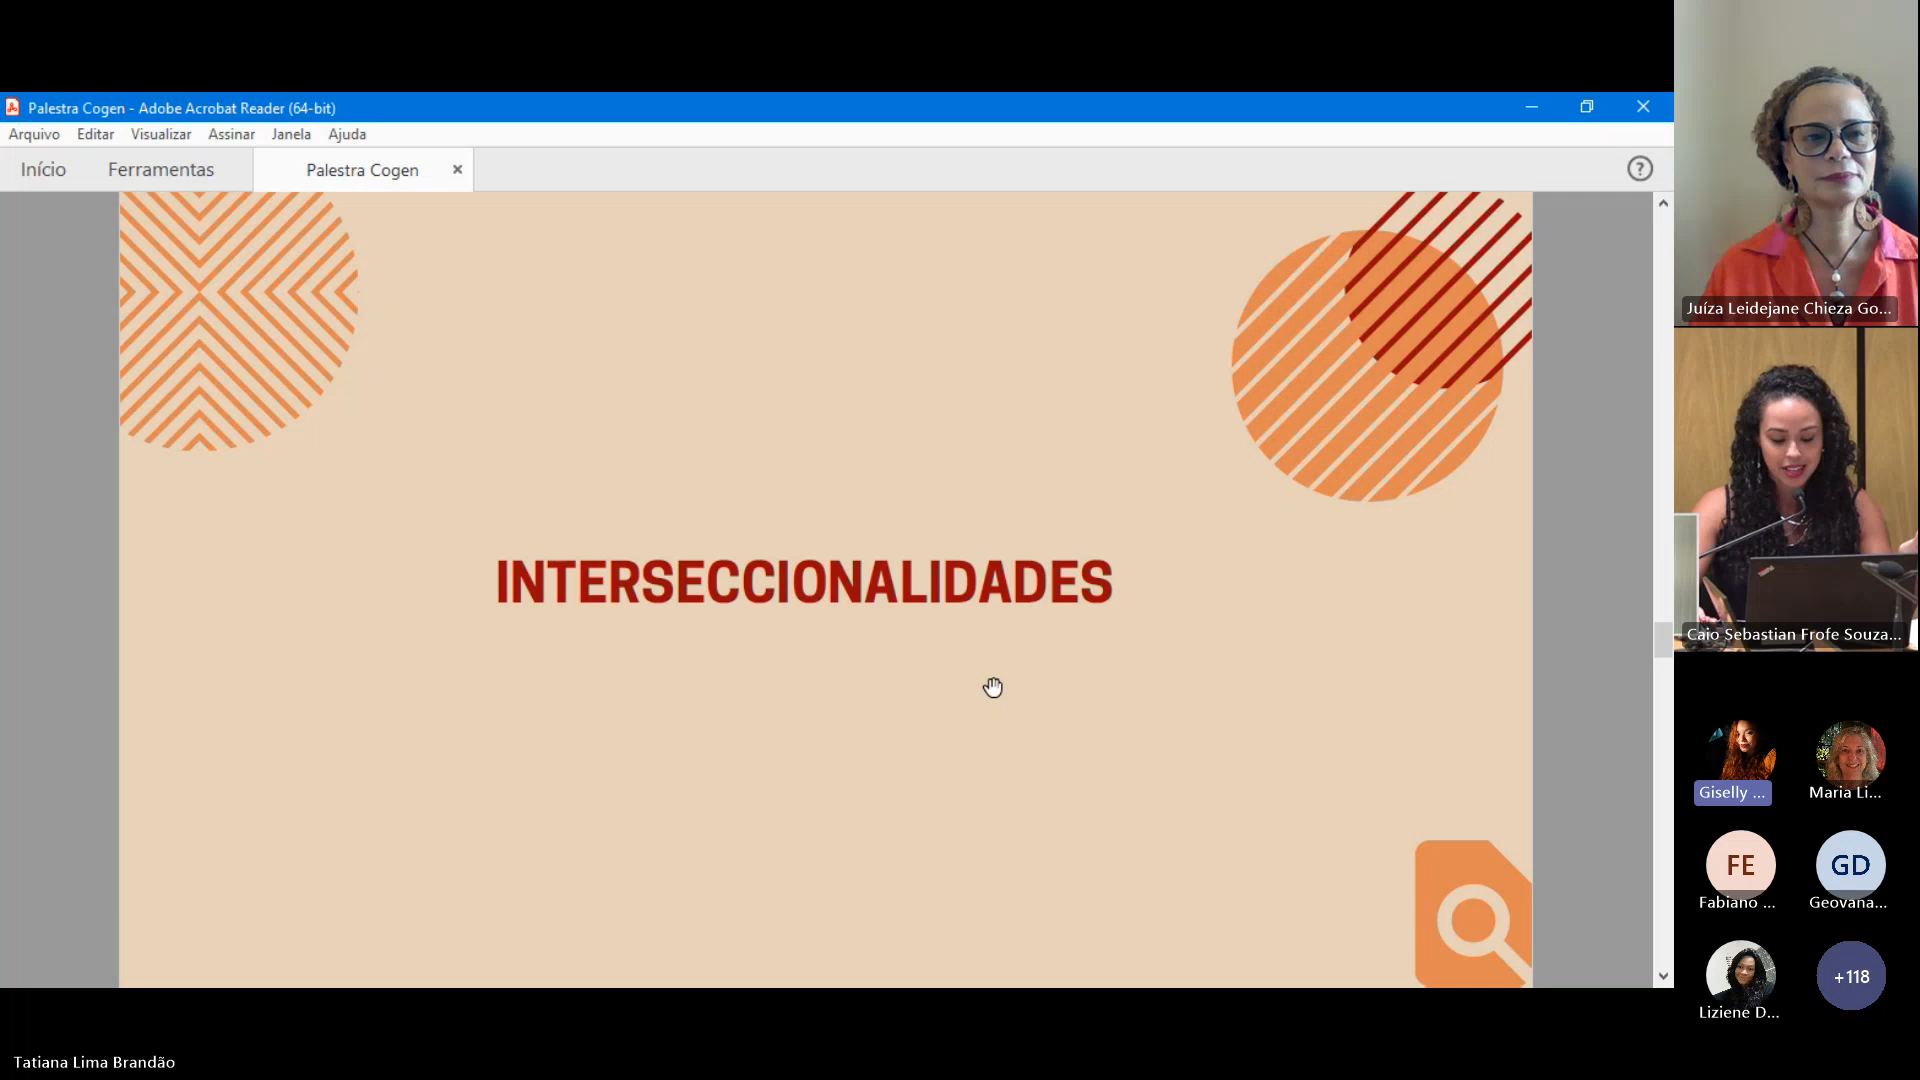 Palestra Cogen - Adobe Acrobat Reader (64-bit)
Arquivo Editar Visualizar Assinar Janela Ajuda
Início Ferramentas Palestra Cogen
INTERSECCIONALIDADES
Juíza Leidejane Chieza Go...
Caio Sebastian Frofe Souza...
Giselly ...
Maria Li...
FE
GD
Fabiano ...
Geovana...
Liziene D...
+118
Tatiana Lima Brandão